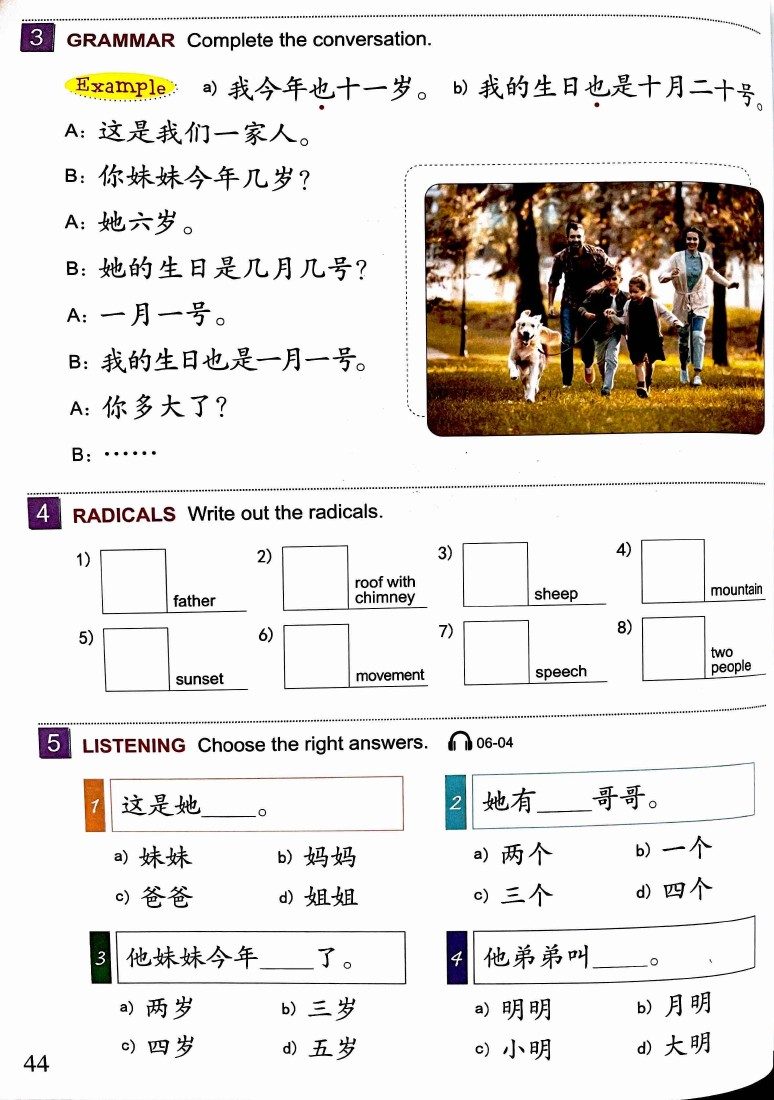 3 GRAMMAR Complete the conversation.
Example a) 我今年也十一岁。 b) 我的生日也是十月二十号。
A: 这是我们一家人。
B: 你妹妹今年几岁？
A: 她六岁。
B: 她的生日是几月几号？
A: 一月一号。
B: 我的生日也是一月一号。
A: 你多大了？
B: ······
4 RADICALS Write out the radicals.
1) father 2) roof with chimney 3) sheep 4) mountain
5) sunset 6) movement 7) speech 8) two people
5 LISTENING Choose the right answers. 06-04
1 这是她____。
a) 妹妹 b) 妈妈
c) 爸爸 d) 姐姐
2 她有____哥哥。
a) 两个 b) 一个
c) 三个 d) 四个
3 他妹妹今年____了。
a) 两岁 b) 三岁
c) 四岁 d) 五岁
4 他弟弟叫____。
a) 明明 b) 月明
c) 小明 d) 大明
44